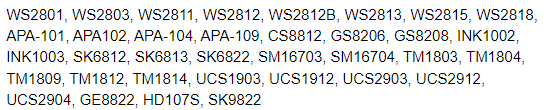 WS2801, WS2803, WS2811, WS2812, WS2812B, WS2813, WS2815, WS2818,
APA-101, APA102, APA-104, APA-109, CS8812, GS8206, GS8208, INK1002,
INK1003, SK6812, SK6813, SK6822, SM16703, SM16704, TM1803, TM1804,
TM1809, TM1812, TM1814, UCS1903, UCS1912, UCS2903, UCS2912,
UCS2904, GE8822, HD107S, SK9822